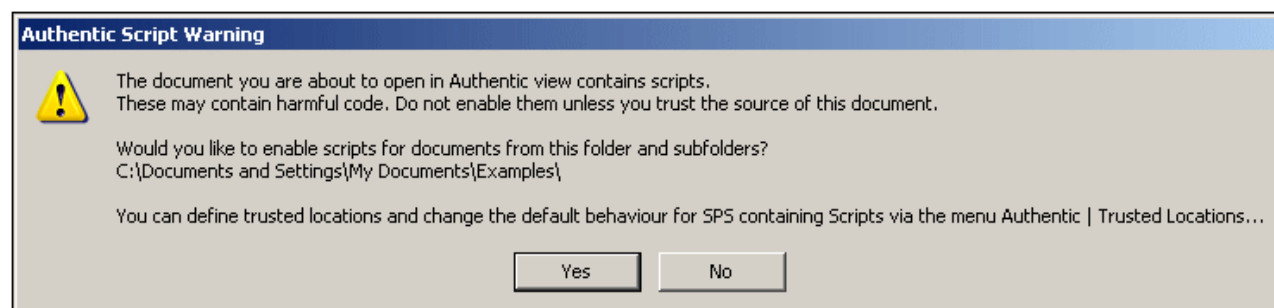 Authentic Script Warning
The document you are about to open in Authentic view contains scripts.
These may contain harmful code. Do not enable them unless you trust the source of this document.
Would you like to enable scripts for documents from this folder and subfolders?
C:\Documents and Settings\My Documents\Examples\
You can define trusted locations and change the default behaviour for SPS containing Scripts via the menu Authentic | Trusted Locations...
Yes No